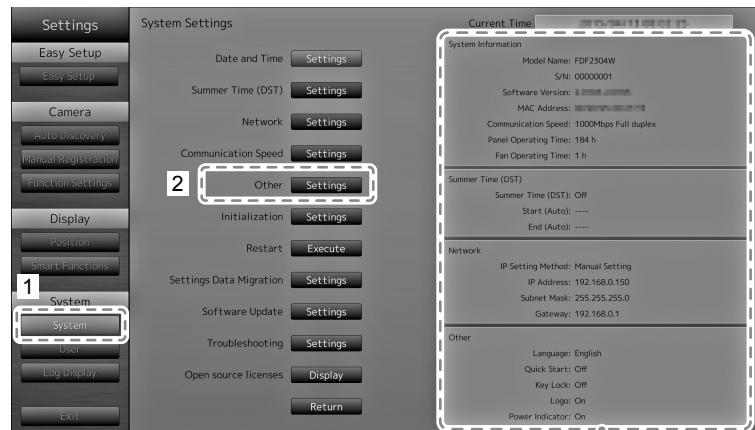 Settings
Easy Setup
Easy Setup
Camera
Auto Discovery
Manual Registration
Function Settings
Display
Position
Smart Functions
1
System
System
User
Log Display
Exit
System Settings
Date and Time Settings
Summer Time (DST) Settings
Network Settings
Communication Speed Settings
2 Other Settings
Initialization Settings
Restart Execute
Settings Data Migration Settings
Software Update Settings
Troubleshooting Settings
Open source licenses Display
Return
Current Time
System Information
Model Name: FDF2304W
S/N: 00000001
Software Version:
MAC Address:
Communication Speed: 1000Mbps Full duplex
Panel Operating Time: 184 h
Fan Operating Time: 1 h
Summer Time (DST)
Summer Time (DST): Off
Start (Auto): ----
End (Auto): ----
Network
IP Setting Method: Manual Setting
IP Address: 192.168.0.150
Subnet Mask: 255.255.255.0
Gateway: 192.168.0.1
Other
Language: English
Quick Start: Off
Key Lock: Off
Logo: On
Power Indicator: On